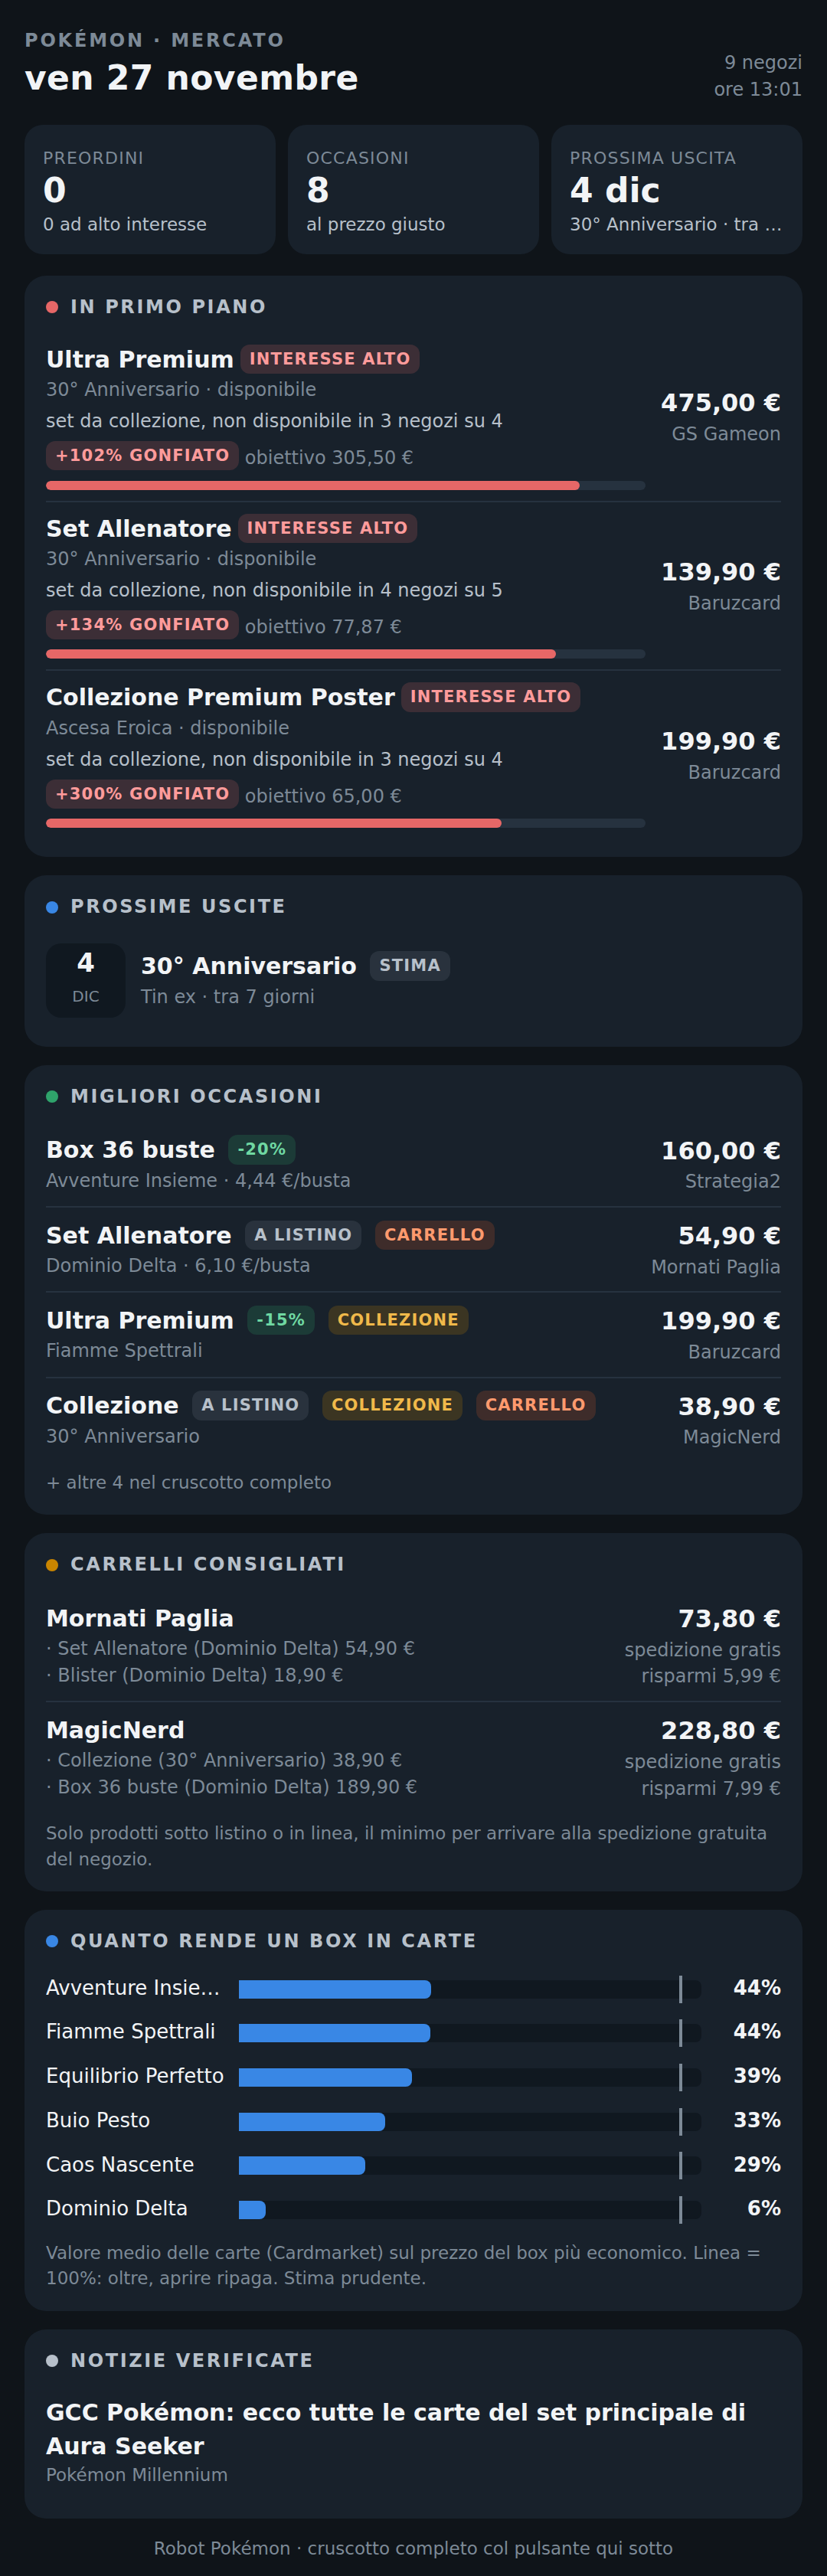 POKÉMON · MERCATO
ven 27 novembre
9 negozi
ore 13:01
PREORDINI
0
0 ad alto interesse
OCCASIONI
8
al prezzo giusto
PROSSIMA USCITA
4 dic
30° Anniversario · tra …
IN PRIMO PIANO
Ultra Premium INTERESSE ALTO
30° Anniversario · disponibile
set da collezione, non disponibile in 3 negozi su 4
+102% GONFIATO obiettivo 305,50 €
475,00 €
GS Gameon
Set Allenatore INTERESSE ALTO
30° Anniversario · disponibile
set da collezione, non disponibile in 4 negozi su 5
+134% GONFIATO obiettivo 77,87 €
139,90 €
Baruzcard
Collezione Premium Poster INTERESSE ALTO
Ascesa Eroica · disponibile
set da collezione, non disponibile in 3 negozi su 4
+300% GONFIATO obiettivo 65,00 €
199,90 €
Baruzcard
PROSSIME USCITE
4
DIC
30° Anniversario STIMA
Tin ex · tra 7 giorni
MIGLIORI OCCASIONI
Box 36 buste -20%
Avventure Insieme · 4,44 €/busta
160,00 €
Strategia2
Set Allenatore A LISTINO CARRELLO
Dominio Delta · 6,10 €/busta
54,90 €
Mornati Paglia
Ultra Premium -15% COLLEZIONE
Fiamme Spettrali
199,90 €
Baruzcard
Collezione A LISTINO COLLEZIONE CARRELLO
30° Anniversario
38,90 €
MagicNerd
+ altre 4 nel cruscotto completo
CARRELLI CONSIGLIATI
Mornati Paglia
· Set Allenatore (Dominio Delta) 54,90 €
· Blister (Dominio Delta) 18,90 €
73,80 €
spedizione gratis
risparmi 5,99 €
MagicNerd
· Collezione (30° Anniversario) 38,90 €
· Box 36 buste (Dominio Delta) 189,90 €
228,80 €
spedizione gratis
risparmi 7,99 €
Solo prodotti sotto listino o in linea, il minimo per arrivare alla spedizione gratuita
del negozio.
QUANTO RENDE UN BOX IN CARTE
Avventure Insie… 44%
Fiamme Spettrali 44%
Equilibrio Perfetto 39%
Buio Pesto 33%
Caos Nascente 29%
Dominio Delta 6%
Valore medio delle carte (Cardmarket) sul prezzo del box più economico. Linea =
100%: oltre, aprire ripaga. Stima prudente.
NOTIZIE VERIFICATE
GCC Pokémon: ecco tutte le carte del set principale di
Aura Seeker
Pokémon Millennium
Robot Pokémon · cruscotto completo col pulsante qui sotto